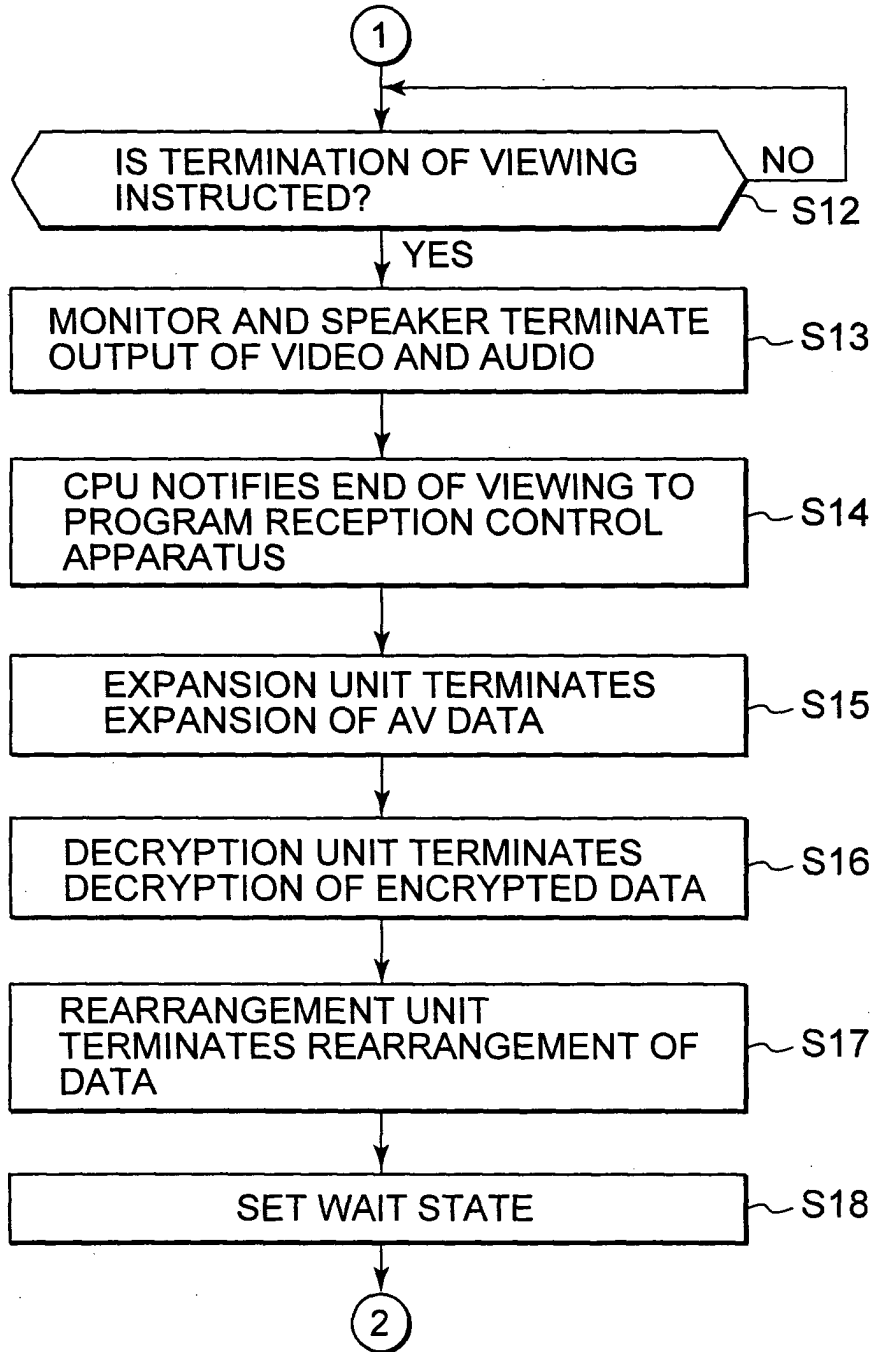 1
IS TERMINATION OF VIEWING
INSTRUCTED?
NO
S12
YES
MONITOR AND SPEAKER TERMINATE
OUTPUT OF VIDEO AND AUDIO
S13
CPU NOTIFIES END OF VIEWING TO
PROGRAM RECEPTION CONTROL
APPARATUS
S14
EXPANSION UNIT TERMINATES
EXPANSION OF AV DATA
S15
DECRYPTION UNIT TERMINATES
DECRYPTION OF ENCRYPTED DATA
S16
REARRANGEMENT UNIT
TERMINATES REARRANGEMENT OF
DATA
S17
SET WAIT STATE
S18
2